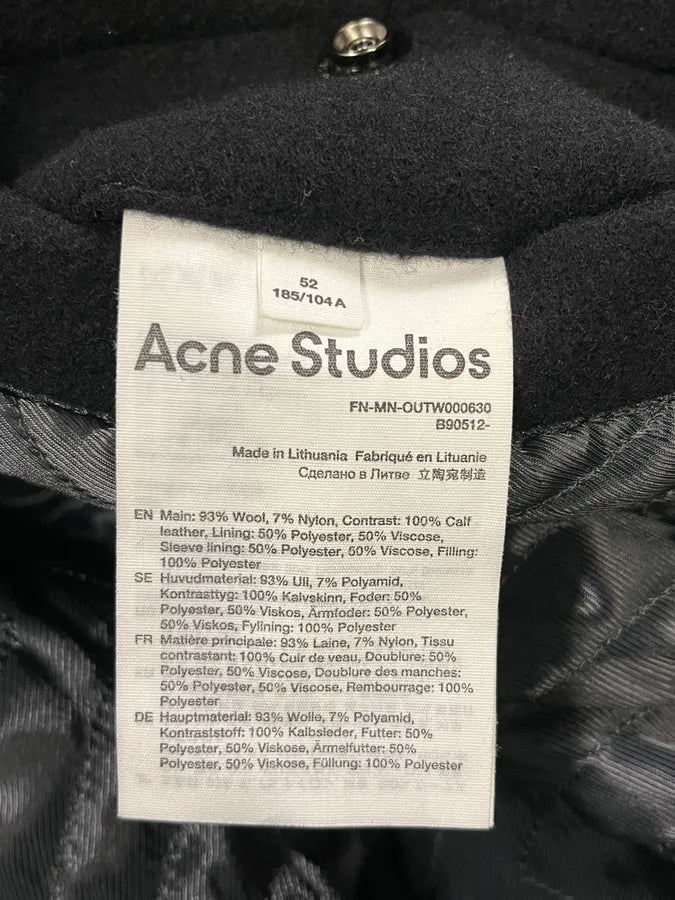 52
185/104 A
Acne Studios
FN-MN-OUTW000630
B90512-
Made in Lithuania Fabriqué en Lituanie
Сделано в Литве 立陶宛制造
EN Main: 93% Wool, 7% Nylon, Contrast: 100% Calf
leather, Lining: 50% Polyester, 50% Viscose,
Sleeve lining: 50% Polyester, 50% Viscose, Filling:
100% Polyester
SE Huvudmaterial: 93% Ull, 7% Polyamid,
Kontrasttyg: 100% Kalvskinn, Foder: 50%
Polyester, 50% Viskos, Ärmfoder: 50% Polyester,
50% Viskos, Fyllning: 100% Polyester
FR Matière principale: 93% Laine, 7% Nylon, Tissu
contrastant: 100% Cuir de veau, Doublure: 50%
Polyester, 50% Viscose, Doublure des manches:
50% Polyester, 50% Viscose, Rembourrage: 100%
Polyester
DE Hauptmaterial: 93% Wolle, 7% Polyamid,
Kontraststoff: 100% Kalbsleder, Futter: 50%
Polyester, 50% Viskose, Ärmelfutter: 50%
Polyester, 50% Viskose, Füllung: 100% Polyester